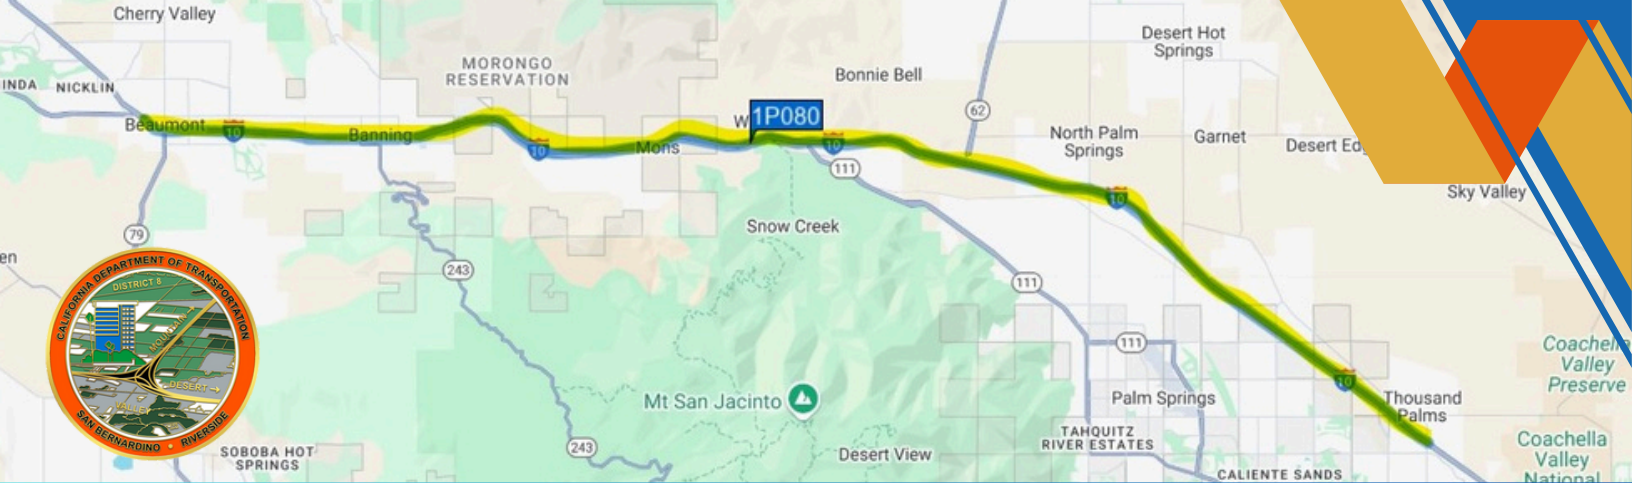 Cherry Valley
Desert Hot
Springs
MORONGO
RESERVATION
Bonnie Bell
INDA
NICKLIN
1P080
W
62
Beaumont
10
Banning
10
Mons
10
North Palm
Springs
Garnet
Desert Edg
111
Sky Valley
10
79
Snow Creek
en
243
111
CALIFORNIA DEPARTMENT OF TRANSPORTATION
DISTRICT 8
MOUNTAIN
DESERT →
VALLEY
SAN BERNARDINO • RIVERSIDE
111
Coachella
Valley
Preserve
10
Mt San Jacinto
Palm Springs
Thousand
Palms
TAHQUITZ
RIVER ESTATES
243
SOBOBA HOT
SPRINGS
Desert View
Coachella
Valley
National
CALIENTE SANDS